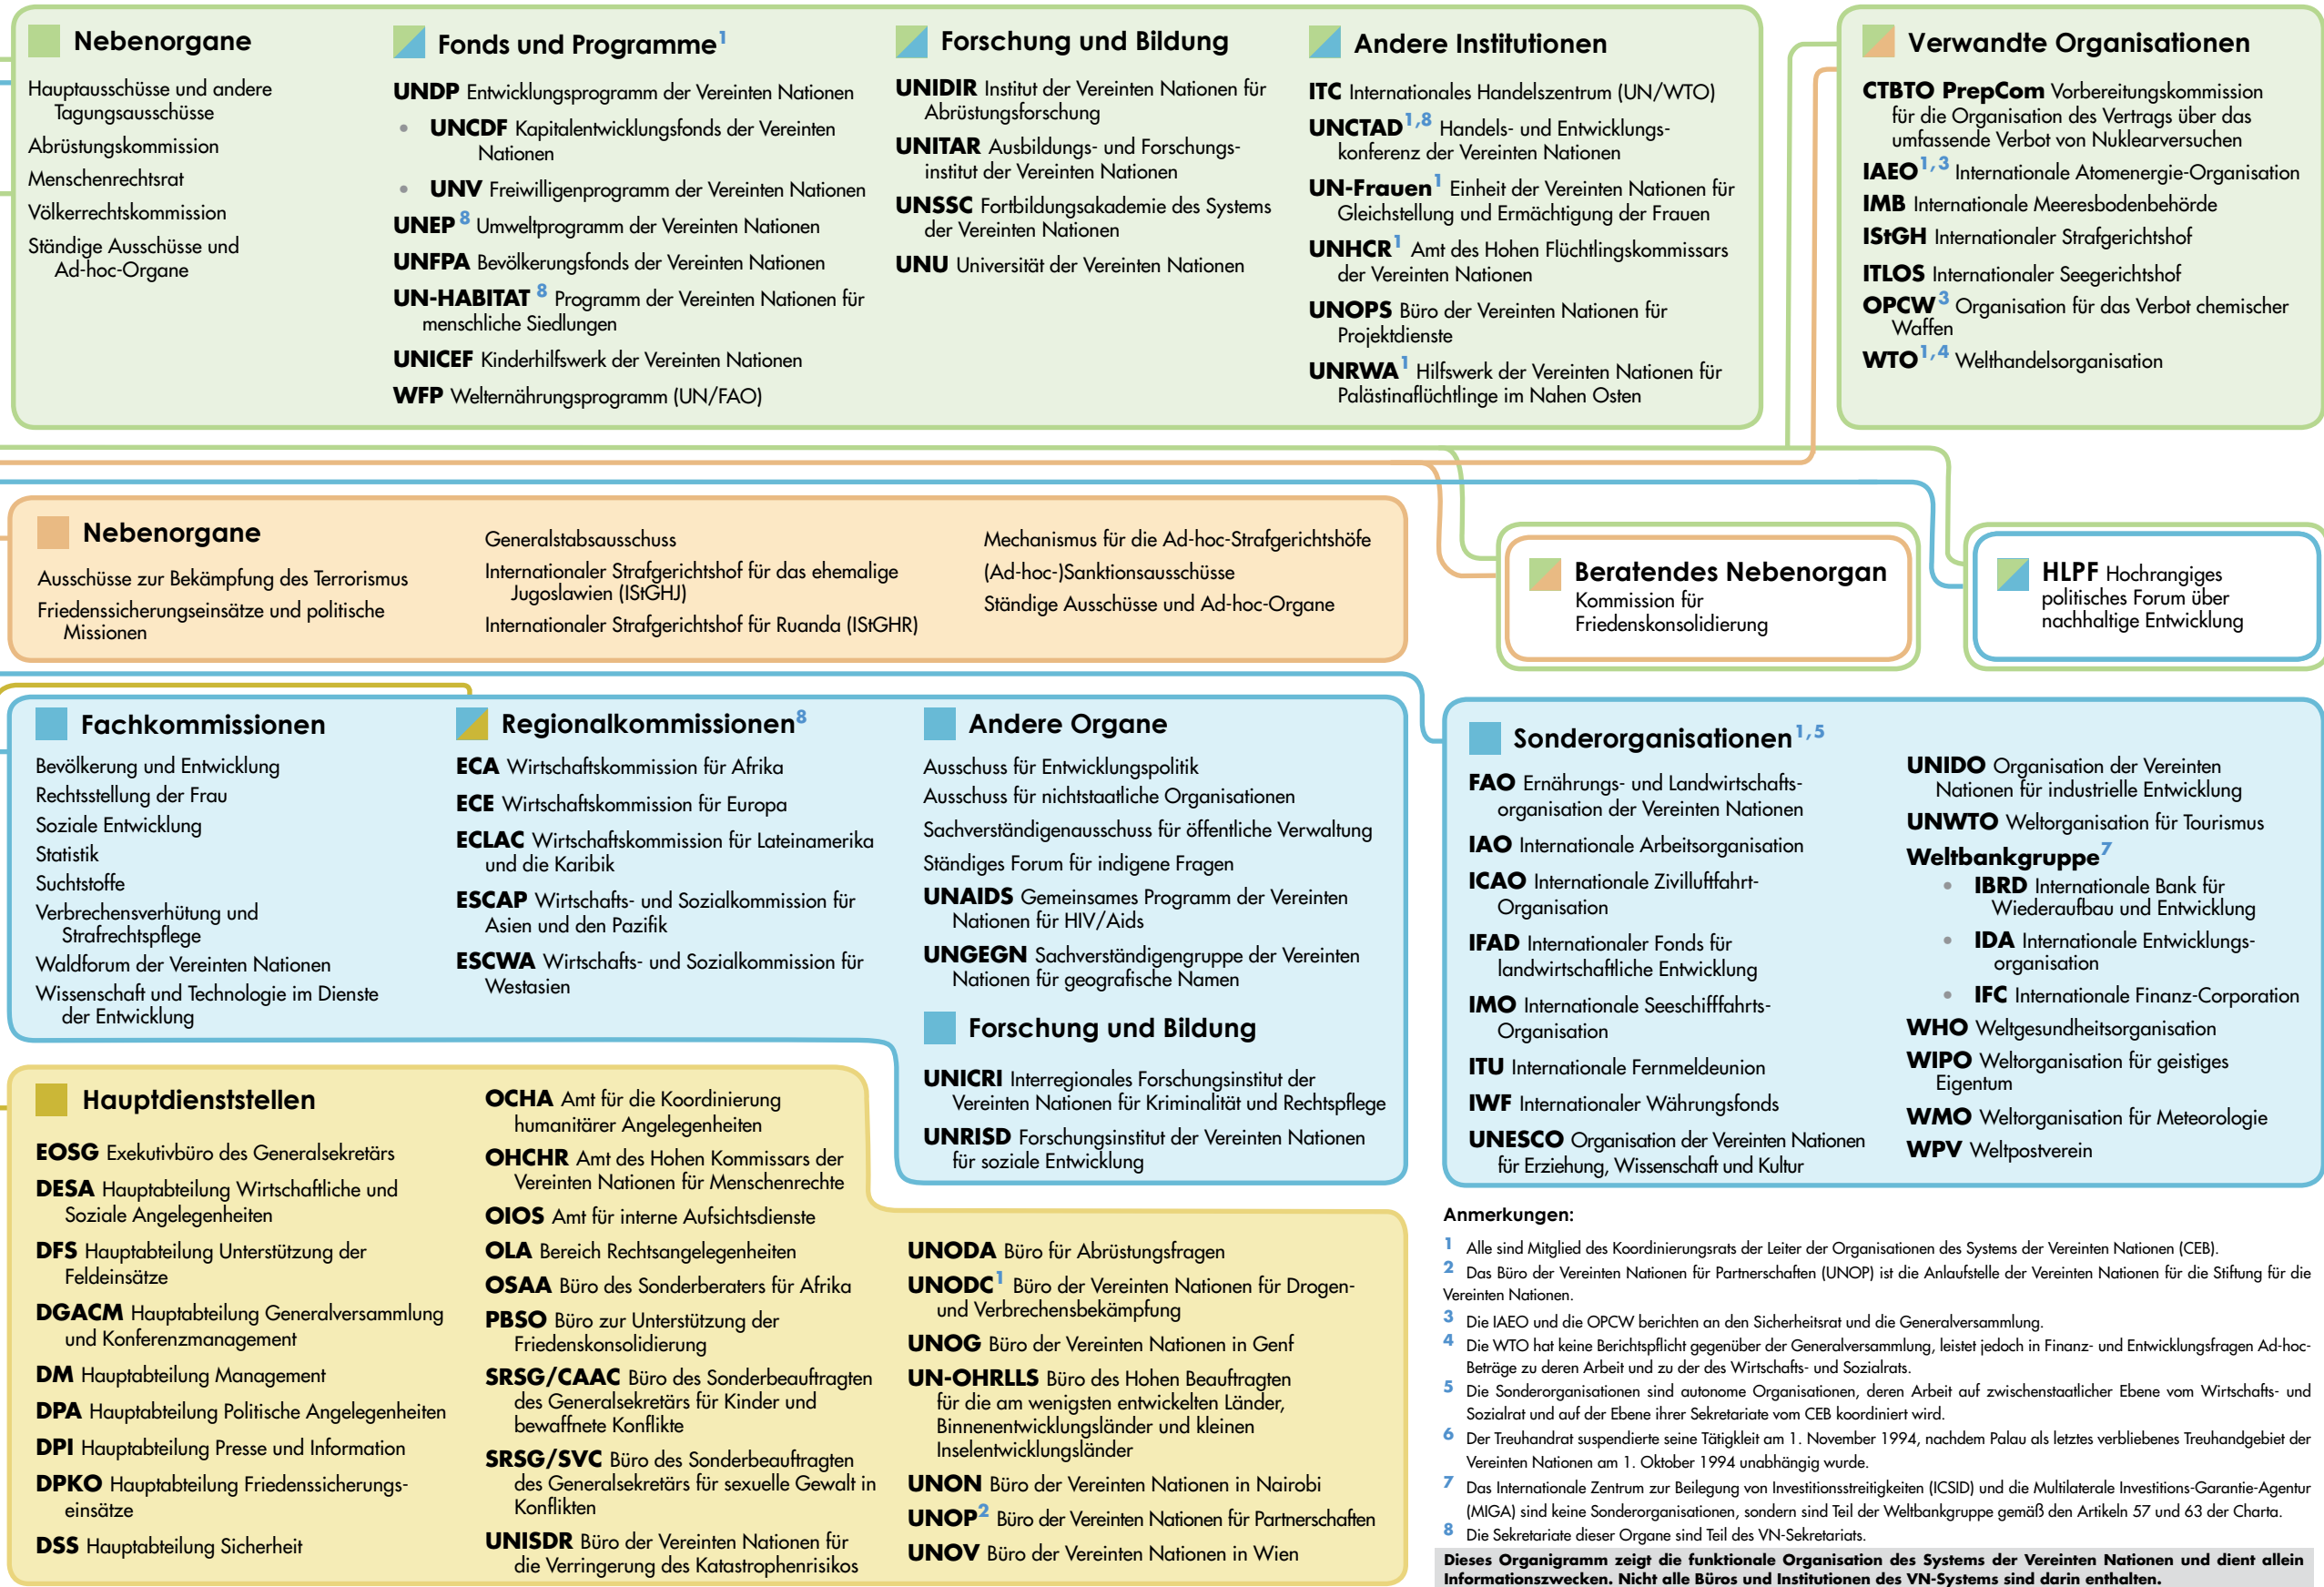 Nebenorgane
Hauptausschüsse und andere
Tagungsausschüsse
Abrüstungskommission
Menschenrechtsrat
Völkerrechtskommission
Ständige Ausschüsse und
Ad-hoc-Organe
Fonds und Programme1
UNDP Entwicklungsprogramm der Vereinten Nationen
• UNCDF Kapitalentwicklungsfonds der Vereinten
Nationen
• UNV Freiwilligenprogramm der Vereinten Nationen
UNEP 8 Umweltprogramm der Vereinten Nationen
UNFPA Bevölkerungsfonds der Vereinten Nationen
UN-HABITAT 8 Programm der Vereinten Nationen für
menschliche Siedlungen
UNICEF Kinderhilfswerk der Vereinten Nationen
WFP Welternährungsprogramm (UN/FAO)
Forschung und Bildung
UNIDIR Institut der Vereinten Nationen für
Abrüstungsforschung
UNITAR Ausbildungs- und Forschungs-
institut der Vereinten Nationen
UNSSC Fortbildungsakademie des Systems
der Vereinten Nationen
UNU Universität der Vereinten Nationen
Andere Institutionen
ITC Internationales Handelszentrum (UN/WTO)
UNCTAD1,8 Handels- und Entwicklungs-
konferenz der Vereinten Nationen
UN-Frauen1 Einheit der Vereinten Nationen für
Gleichstellung und Ermächtigung der Frauen
UNHCR1 Amt des Hohen Flüchtlingskommissars
der Vereinten Nationen
UNOPS Büro der Vereinten Nationen für
Projektdienste
UNRWA1 Hilfswerk der Vereinten Nationen für
Palästinaflüchtlinge im Nahen Osten
Verwandte Organisationen
CTBTO PrepCom Vorbereitungskommission
für die Organisation des Vertrags über das
umfassende Verbot von Nuklearversuchen
IAEO1,3 Internationale Atomenergie-Organisation
IMB Internationale Meeresbodenbehörde
IStGH Internationaler Strafgerichtshof
ITLOS Internationaler Seegerichtshof
OPCW3 Organisation für das Verbot chemischer
Waffen
WTO1,4 Welthandelsorganisation
Nebenorgane
Ausschüsse zur Bekämpfung des Terrorismus
Friedenssicherungseinsätze und politische
Missionen
Generalstabsausschuss
Internationaler Strafgerichtshof für das ehemalige
Jugoslawien (IStGHJ)
Internationaler Strafgerichtshof für Ruanda (IStGHR)
Mechanismus für die Ad-hoc-Strafgerichtshöfe
(Ad-hoc-)Sanktionsausschüsse
Ständige Ausschüsse und Ad-hoc-Organe
Beratendes Nebenorgan
Kommission für
Friedenskonsolidierung
HLPF Hochrangiges
politisches Forum über
nachhaltige Entwicklung
Fachkommissionen
Bevölkerung und Entwicklung
Rechtsstellung der Frau
Soziale Entwicklung
Statistik
Suchtstoffe
Verbrechensverhütung und
Strafrechtspflege
Waldforum der Vereinten Nationen
Wissenschaft und Technologie im Dienste
der Entwicklung
Regionalkommissionen8
ECA Wirtschaftskommission für Afrika
ECE Wirtschaftskommission für Europa
ECLAC Wirtschaftskommission für Lateinamerika
und die Karibik
ESCAP Wirtschafts- und Sozialkommission für
Asien und den Pazifik
ESCWA Wirtschafts- und Sozialkommission für
Westasien
Andere Organe
Ausschuss für Entwicklungspolitik
Ausschuss für nichtstaatliche Organisationen
Sachverständigenausschuss für öffentliche Verwaltung
Ständiges Forum für indigene Fragen
UNAIDS Gemeinsames Programm der Vereinten
Nationen für HIV/Aids
UNGEGN Sachverständigengruppe der Vereinten
Nationen für geografische Namen
Forschung und Bildung
UNICRI Interregionales Forschungsinstitut der
Vereinten Nationen für Kriminalität und Rechtspflege
UNRISD Forschungsinstitut der Vereinten Nationen
für soziale Entwicklung
Sonderorganisationen1,5
FAO Ernährungs- und Landwirtschafts-
organisation der Vereinten Nationen
IAO Internationale Arbeitsorganisation
ICAO Internationale Zivilluftfahrt-
Organisation
IFAD Internationaler Fonds für
landwirtschaftliche Entwicklung
IMO Internationale Seeschifffahrts-
Organisation
ITU Internationale Fernmeldeunion
IWF Internationaler Währungsfonds
UNESCO Organisation der Vereinten Nationen
für Erziehung, Wissenschaft und Kultur
UNIDO Organisation der Vereinten
Nationen für industrielle Entwicklung
UNWTO Weltorganisation für Tourismus
Weltbankgruppe7
• IBRD Internationale Bank für
Wiederaufbau und Entwicklung
• IDA Internationale Entwicklungs-
organisation
• IFC Internationale Finanz-Corporation
WHO Weltgesundheitsorganisation
WIPO Weltorganisation für geistiges
Eigentum
WMO Weltorganisation für Meteorologie
WPV Weltpostverein
Hauptdienststellen
EOSG Exekutivbüro des Generalsekretärs
DESA Hauptabteilung Wirtschaftliche und
Soziale Angelegenheiten
DFS Hauptabteilung Unterstützung der
Feldeinsätze
DGACM Hauptabteilung Generalversammlung
und Konferenzmanagement
DM Hauptabteilung Management
DPA Hauptabteilung Politische Angelegenheiten
DPI Hauptabteilung Presse und Information
DPKO Hauptabteilung Friedenssicherungs-
einsätze
DSS Hauptabteilung Sicherheit
OCHA Amt für die Koordinierung
humanitärer Angelegenheiten
OHCHR Amt des Hohen Kommissars der
Vereinten Nationen für Menschenrechte
OIOS Amt für interne Aufsichtsdienste
OLA Bereich Rechtsangelegenheiten
OSAA Büro des Sonderberaters für Afrika
PBSO Büro zur Unterstützung der
Friedenskonsolidierung
SRSG/CAAC Büro des Sonderbeauftragten
des Generalsekretärs für Kinder und
bewaffnete Konflikte
SRSG/SVC Büro des Sonderbeauftragten
des Generalsekretärs für sexuelle Gewalt in
Konflikten
UNISDR Büro der Vereinten Nationen für
die Verringerung des Katastrophenrisikos
UNODA Büro für Abrüstungsfragen
UNODC1 Büro der Vereinten Nationen für Drogen-
und Verbrechensbekämpfung
UNOG Büro der Vereinten Nationen in Genf
UN-OHRLLS Büro des Hohen Beauftragten
für die am wenigsten entwickelten Länder,
Binnenentwicklungsländer und kleinen
Inselentwicklungsländer
UNON Büro der Vereinten Nationen in Nairobi
UNOP2 Büro der Vereinten Nationen für Partnerschaften
UNOV Büro der Vereinten Nationen in Wien
Anmerkungen:
1 Alle sind Mitglied des Koordinierungsrats der Leiter der Organisationen des Systems der Vereinten Nationen (CEB).
2 Das Büro der Vereinten Nationen für Partnerschaften (UNOP) ist die Anlaufstelle der Vereinten Nationen für die Stiftung für die
Vereinten Nationen.
3 Die IAEO und die OPCW berichten an den Sicherheitsrat und die Generalversammlung.
4 Die WTO hat keine Berichtspflicht gegenüber der Generalversammlung, leistet jedoch in Finanz- und Entwicklungsfragen Ad-hoc-
Beträge zu deren Arbeit und zu der des Wirtschafts- und Sozialrats.
5 Die Sonderorganisationen sind autonome Organisationen, deren Arbeit auf zwischenstaatlicher Ebene vom Wirtschafts- und
Sozialrat und auf der Ebene ihrer Sekretariate vom CEB koordiniert wird.
6 Der Treuhandrat suspendierte seine Tätigkleit am 1. November 1994, nachdem Palau als letztes verbliebenes Treuhandgebiet der
Vereinten Nationen am 1. Oktober 1994 unabhängig wurde.
7 Das Internationale Zentrum zur Beilegung von Investitionsstreitigkeiten (ICSID) und die Multilaterale Investitions-Garantie-Agentur
(MIGA) sind keine Sonderorganisationen, sondern sind Teil der Weltbankgruppe gemäß den Artikeln 57 und 63 der Charta.
8 Die Sekretariate dieser Organe sind Teil des VN-Sekretariats.
Dieses Organigramm zeigt die funktionale Organisation des Systems der Vereinten Nationen und dient allein
Informationszwecken. Nicht alle Büros und Institutionen des VN-Systems sind darin enthalten.